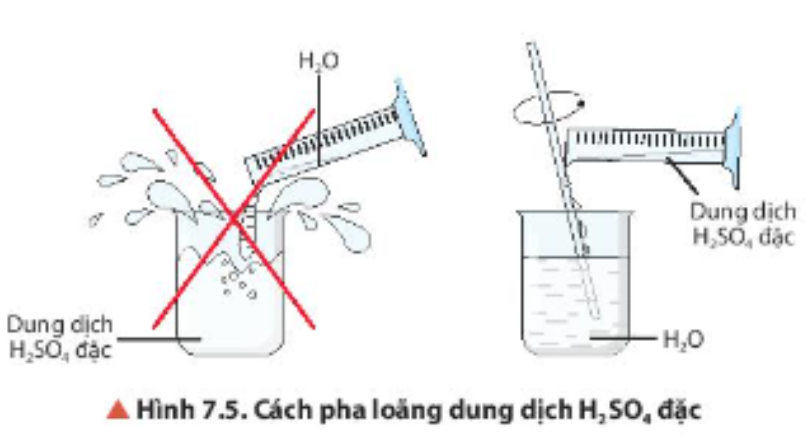 H₂O
Dung dịch
H₂SO₄ đặc
Dung dịch
H₂SO₄ đặc
H₂O
▲ Hình 7.5. Cách pha loãng dung dịch H₂SO₄ đặc